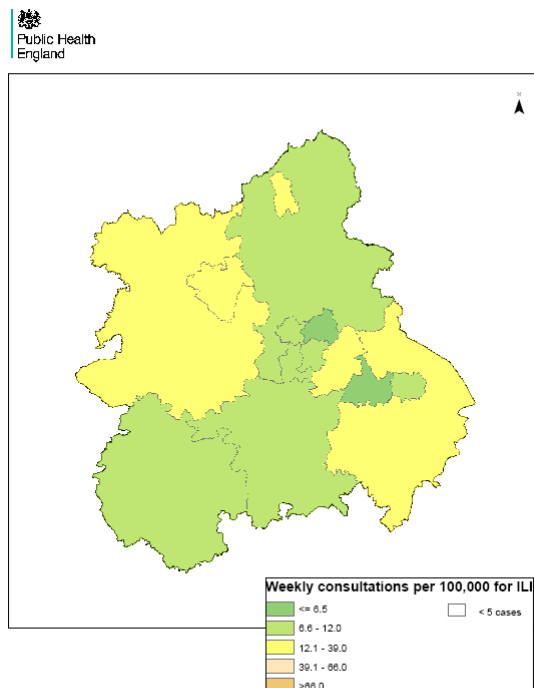 Public Health
England
Weekly consultations per 100,000 for ILI
<= 6.5
< 5 cases
6.6 - 12.0
12.1 - 39.0
39.1 - 66.0
>66.0